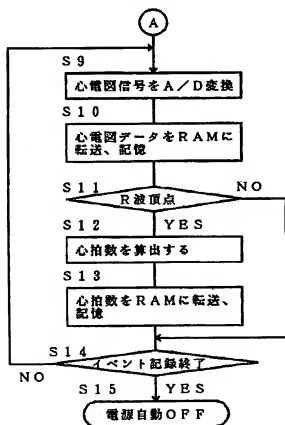 A
S9
心電図信号をA/D変換
S10
心電図データをRAMに
転送、記憶
S11
NO
R波頂点
S12
YES
心拍数を算出する
S13
心拍数をRAMに転送、
記憶
S14
イベント記録終了
NO
S15
YES
電源自動OFF